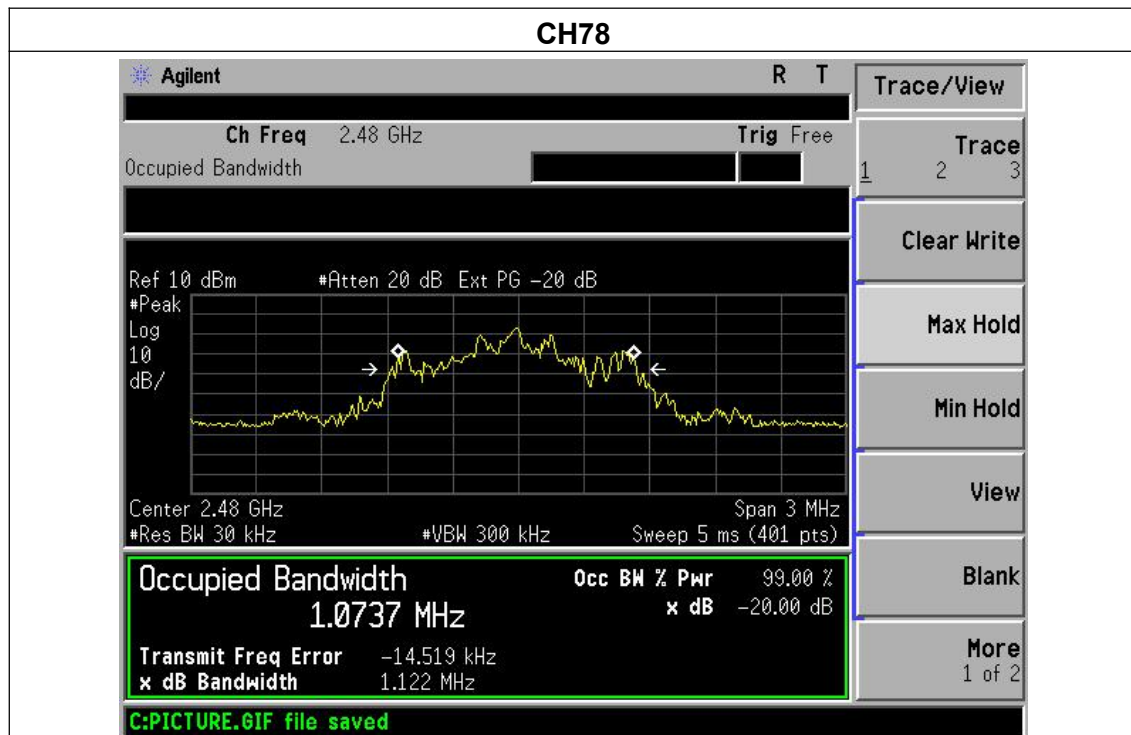 CH78
Agilent R T
Trace/View
Ch Freq 2.48 GHz Trig Free
Occupied Bandwidth
Trace
1 2 3
Clear Write
Max Hold
Min Hold
View
Blank
More
1 of 2
Ref 10 dBm #Atten 20 dB Ext PG -20 dB
#Peak
Log
10
dB/
Center 2.48 GHz Span 3 MHz
#Res BW 30 kHz #VBW 300 kHz Sweep 5 ms (401 pts)
Occupied Bandwidth Occ BW % Pwr 99.00 %
1.0737 MHz x dB -20.00 dB
Transmit Freq Error -14.519 kHz
x dB Bandwidth 1.122 MHz
C:PICTURE.GIF file saved